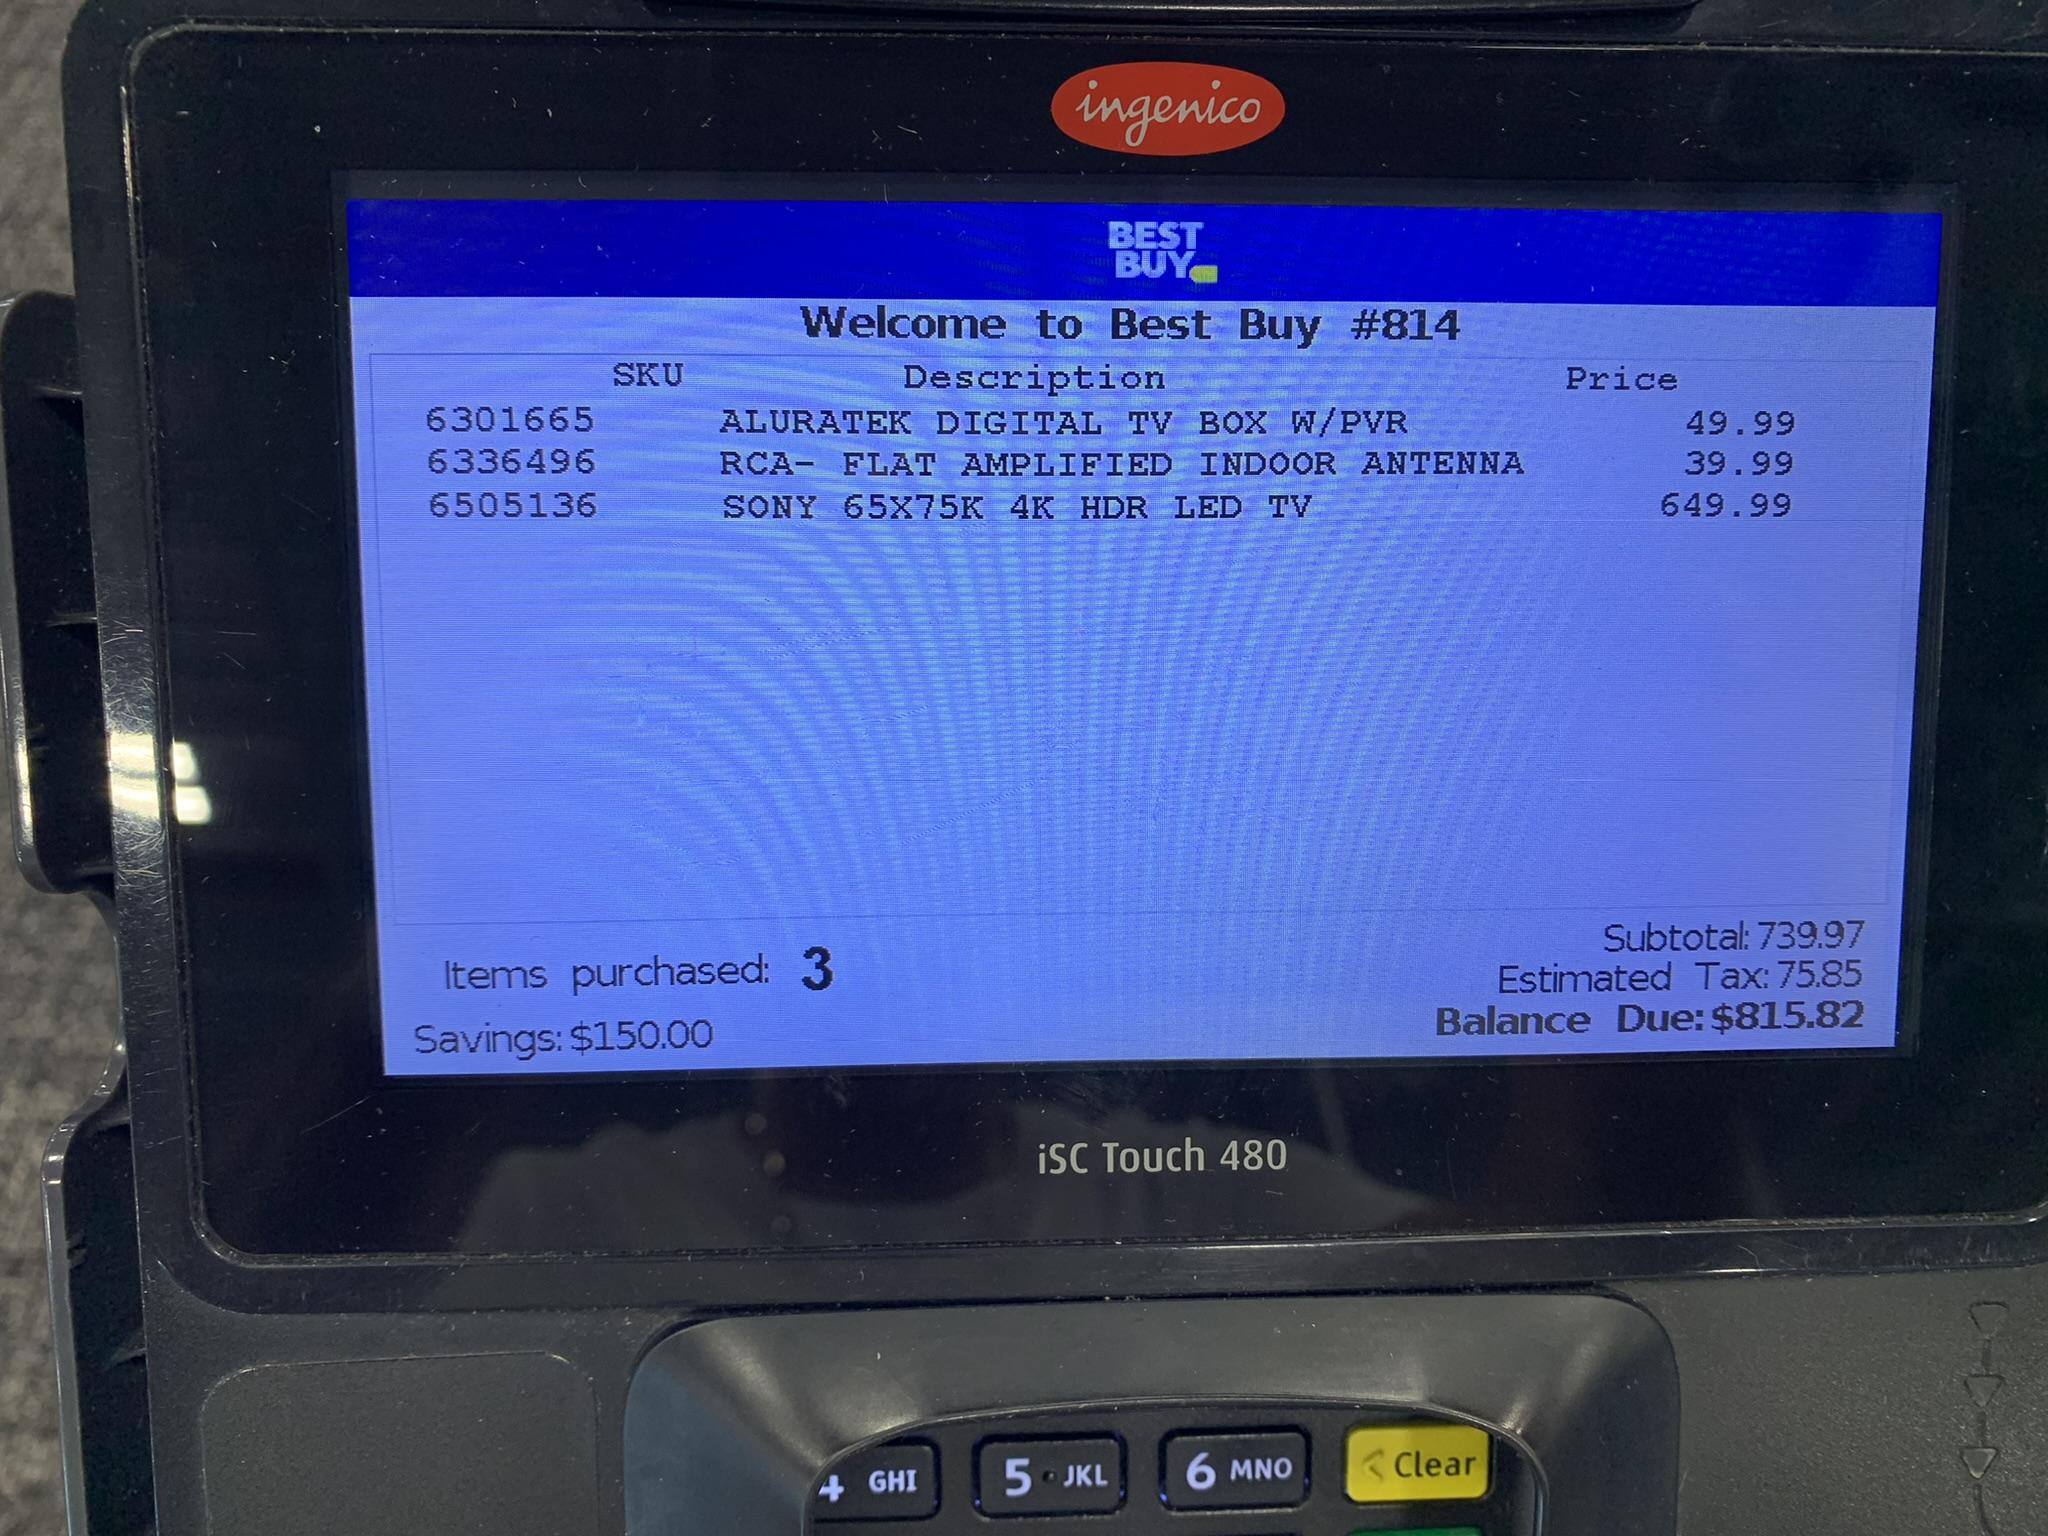 ingenico
BEST
BUY
Welcome to Best Buy #814
SKU Description Price
6301665 ALURATEK DIGITAL TV BOX W/PVR 49.99
6336496 RCA- FLAT AMPLIFIED INDOOR ANTENNA 39.99
6505136 SONY 65X75K 4K HDR LED TV 649.99
Subtotal: 739.97
Items purchased: 3
Estimated Tax: 75.85
Balance Due: $815.82
Savings: $150.00
iSC Touch 480
4 GHI 5 JKL 6 MNO < Clear